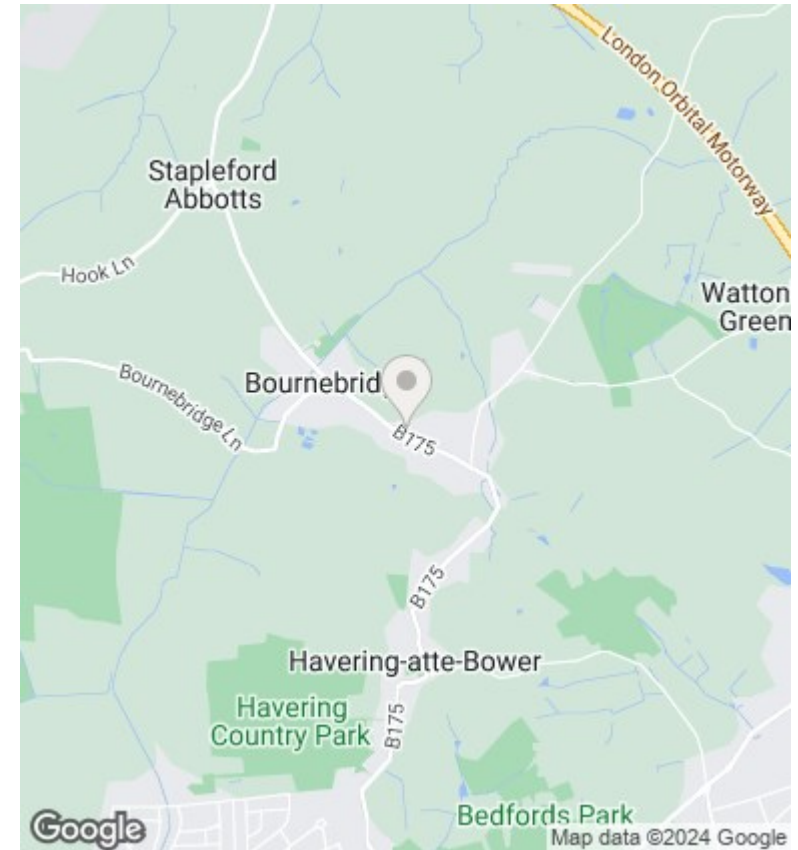 London Orbital Motorway
Stapleford
Abbotts
Hook Ln
Watton
Green
Bournebrid
Bournebridge Ln
B175
B175
Havering-atte-Bower
Havering
Country Park
B175
Bedfords Park
Google
Map data ©2024 Google